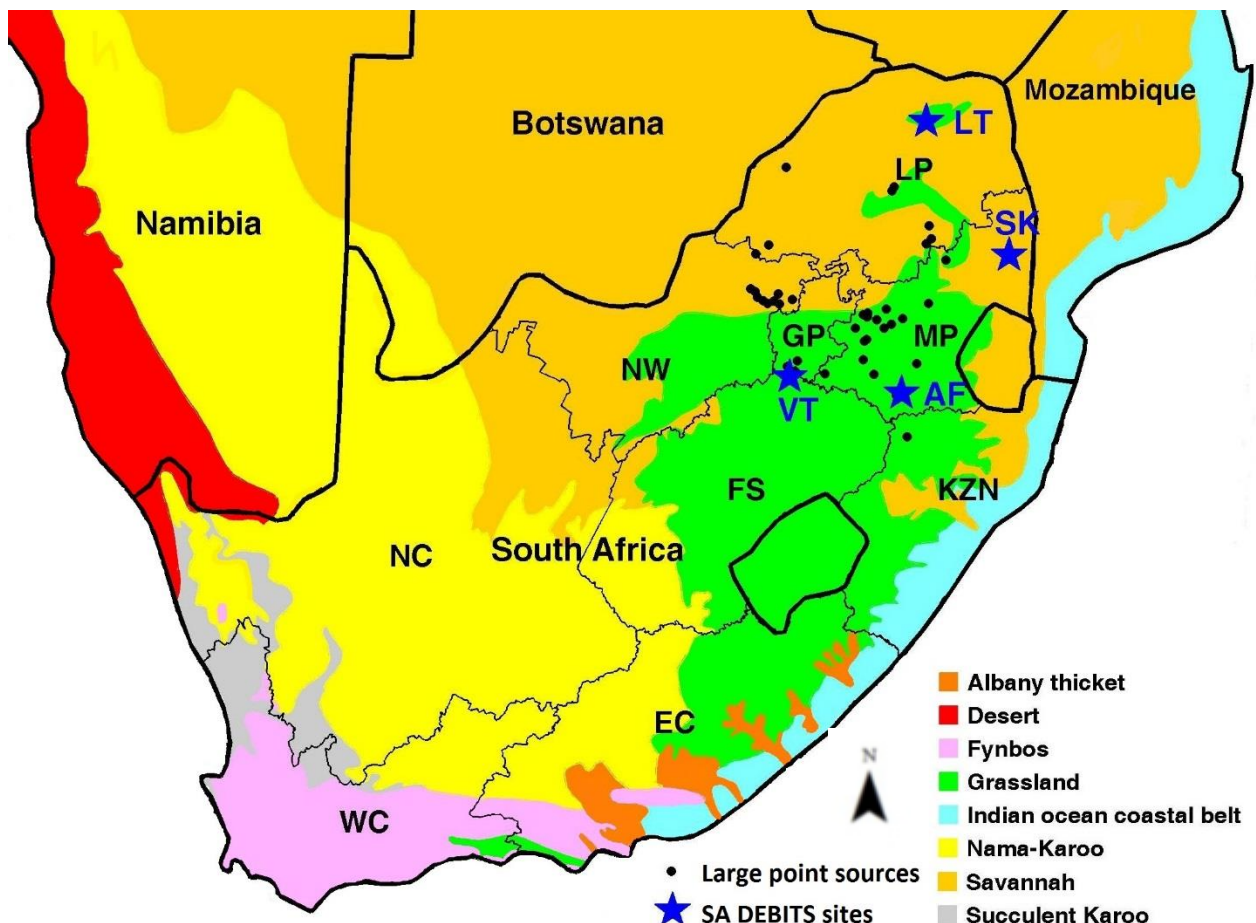 Mozambique
Botswana
LT
LP
Namibia
SK
GP
MP
NW
VT
AF
FS
KZN
NC
South Africa
EC
WC
N
Albany thicket
Desert
Fynbos
Grassland
Indian ocean coastal belt
Nama-Karoo
Savannah
Succulent Karoo
Large point sources
SA DEBITS sites